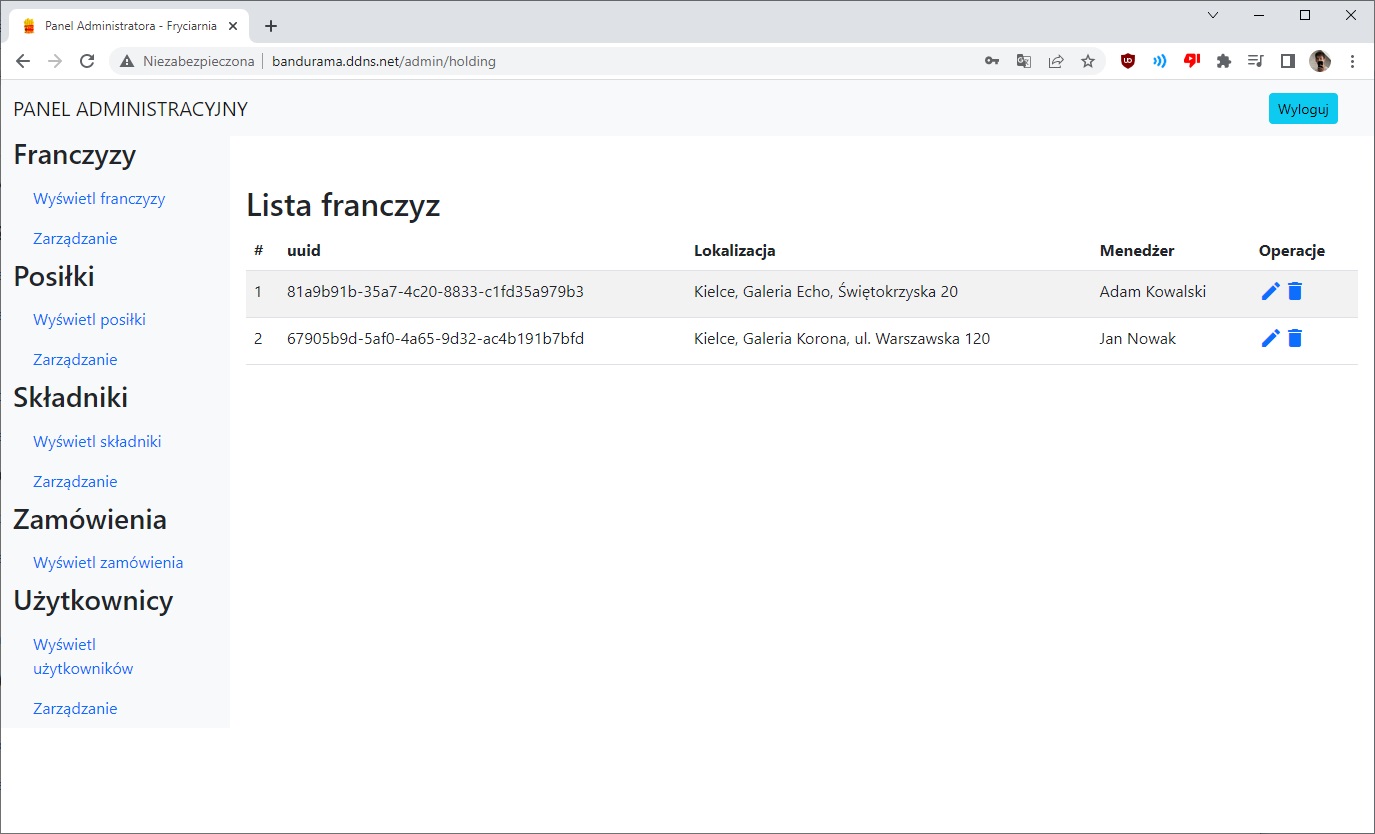 Panel Administratora - Fryciarnia
Niezabezpieczona bandurama.ddns.net/admin/holding
PANEL ADMINISTRACYJNY
Wyloguj
Franczyzy
Wyświetl franczyzy
Zarządzanie
Posiłki
Wyświetl posiłki
Zarządzanie
Składniki
Wyświetl składniki
Zarządzanie
Zamówienia
Wyświetl zamówienia
Użytkownicy
Wyświetl
użytkowników
Zarządzanie
Lista franczyz
# uuid Lokalizacja Menedżer Operacje
1 81a9b91b-35a7-4c20-8833-c1fd35a979b3 Kielce, Galeria Echo, Świętokrzyska 20 Adam Kowalski
2 67905b9d-5af0-4a65-9d32-ac4b191b7bfd Kielce, Galeria Korona, ul. Warszawska 120 Jan Nowak